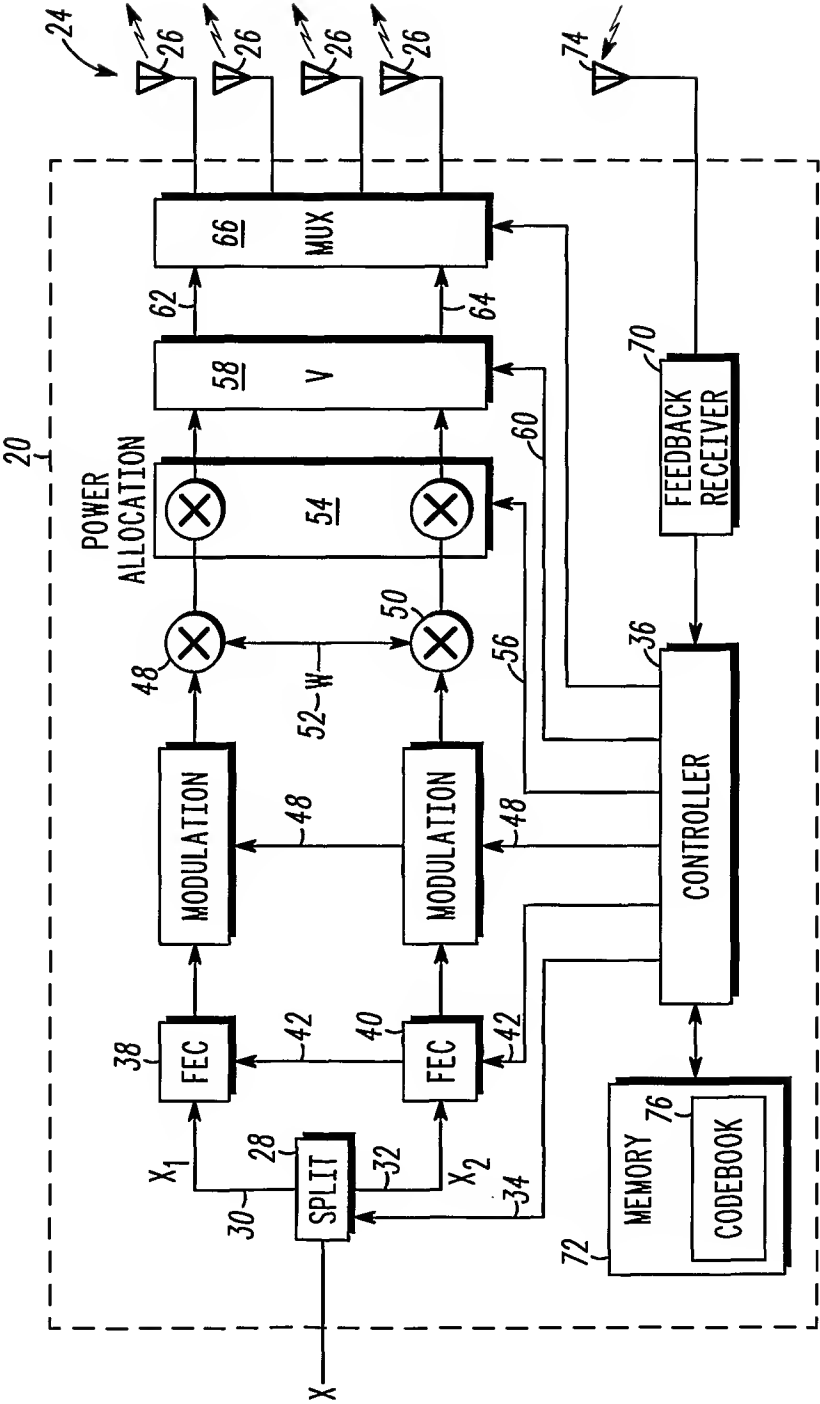 20
24
POWER
ALLOCATION
X1
38
FEC
MODULATION
48
62
66
MUX
58
V
54
26
26
26
26
30
28
SPLIT
X
32
X2
42
40
FEC
42
48
MODULATION
48
52
W
50
64
34
56
60
74
72
MEMORY
76
CODEBOOK
36
CONTROLLER
70
FEEDBACK
RECEIVER